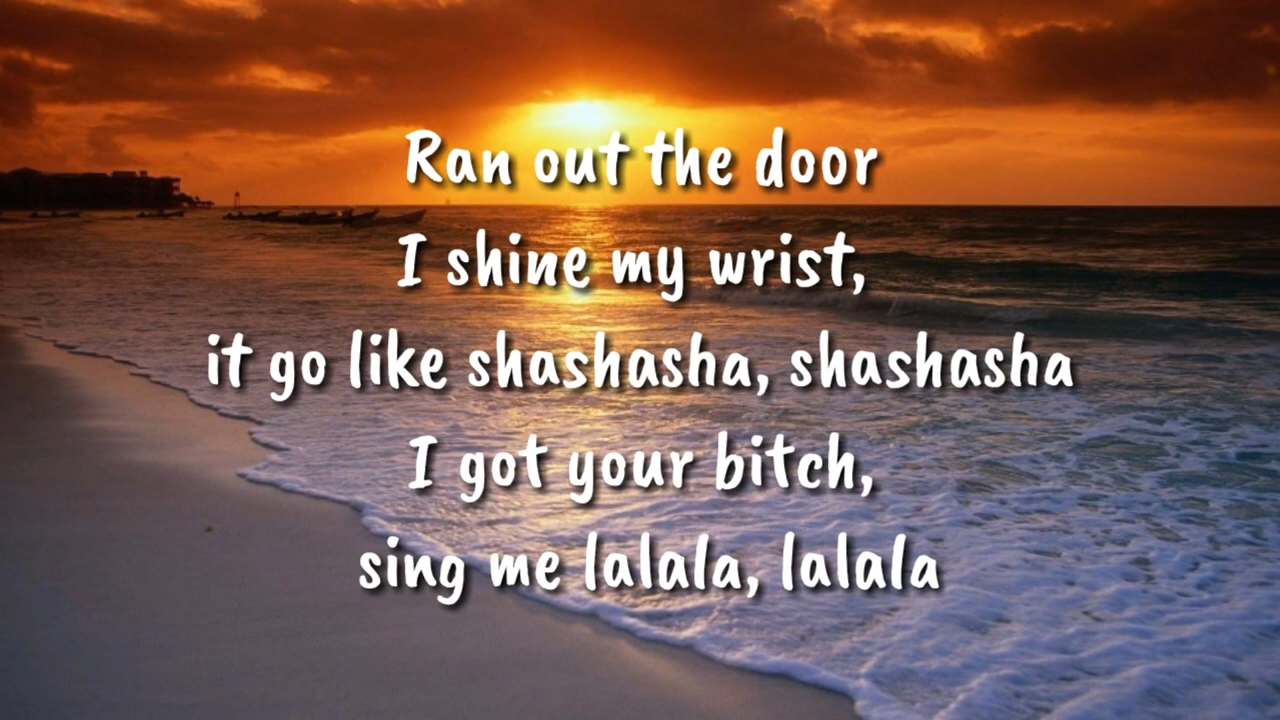 Ran out the door
I shine my wrist,
it go like shashasha, shashasha
I got your bitch,
sing me lalala, lalala